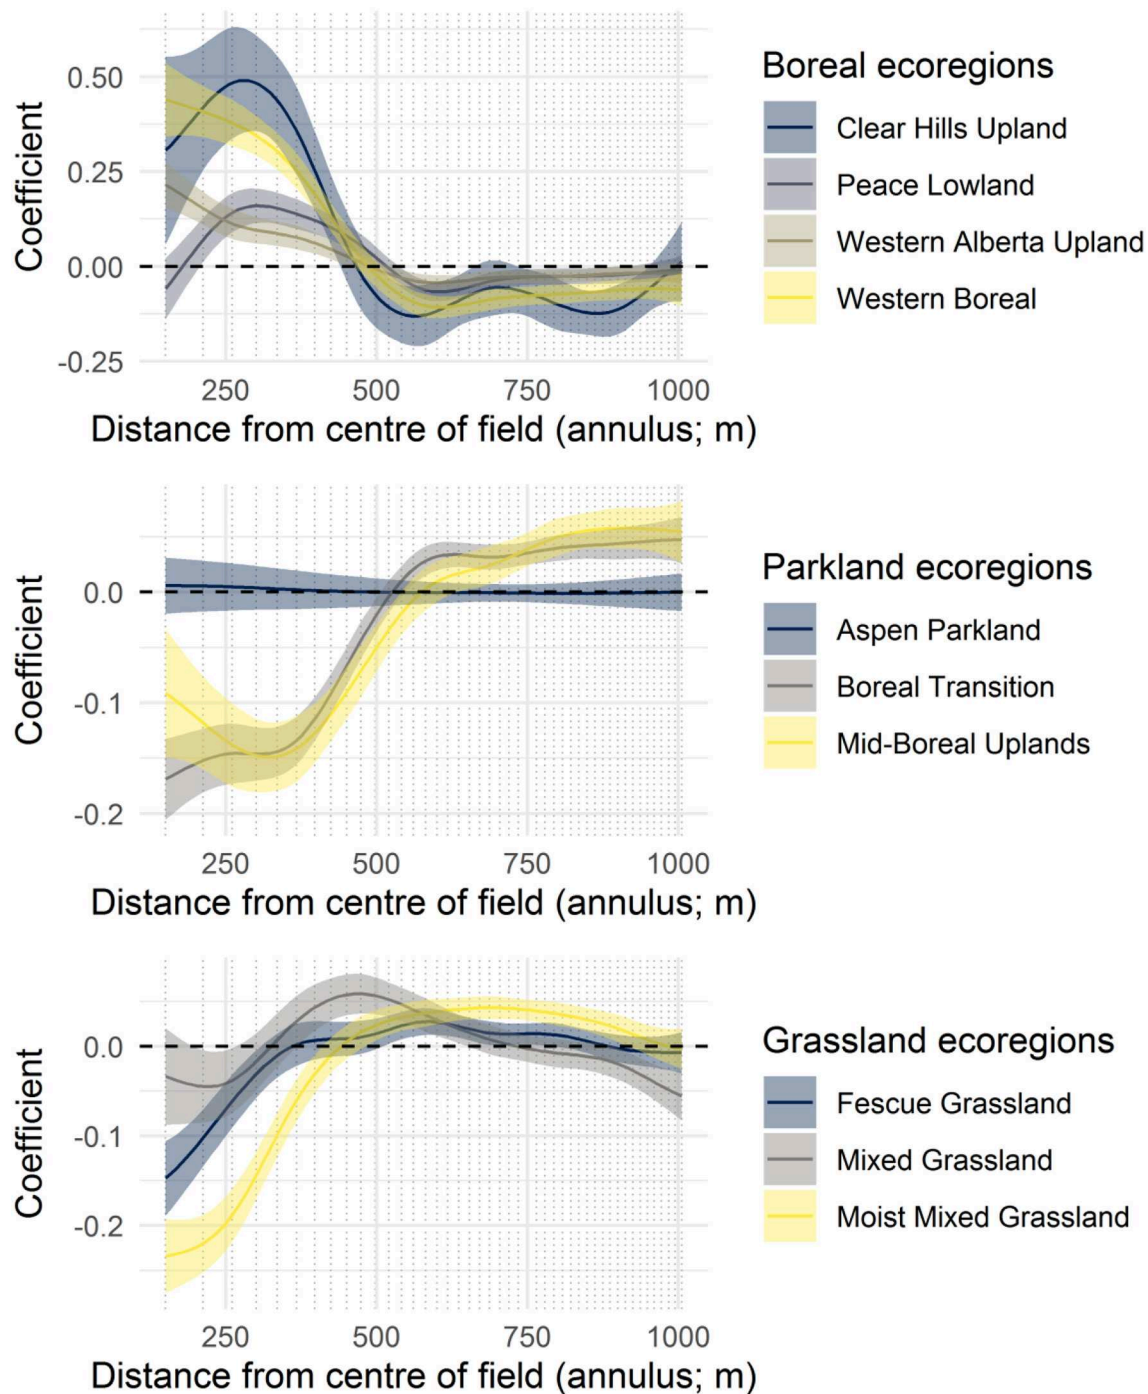 Coefficient
0.50
0.25
0.00
-0.25
250 500 750 1000
Distance from centre of field (annulus; m)
Boreal ecoregions
Clear Hills Upland
Peace Lowland
Western Alberta Upland
Western Boreal
Coefficient
0.0
-0.1
-0.2
250 500 750 1000
Distance from centre of field (annulus; m)
Parkland ecoregions
Aspen Parkland
Boreal Transition
Mid-Boreal Uplands
Coefficient
0.0
-0.1
-0.2
250 500 750 1000
Distance from centre of field (annulus; m)
Grassland ecoregions
Fescue Grassland
Mixed Grassland
Moist Mixed Grassland